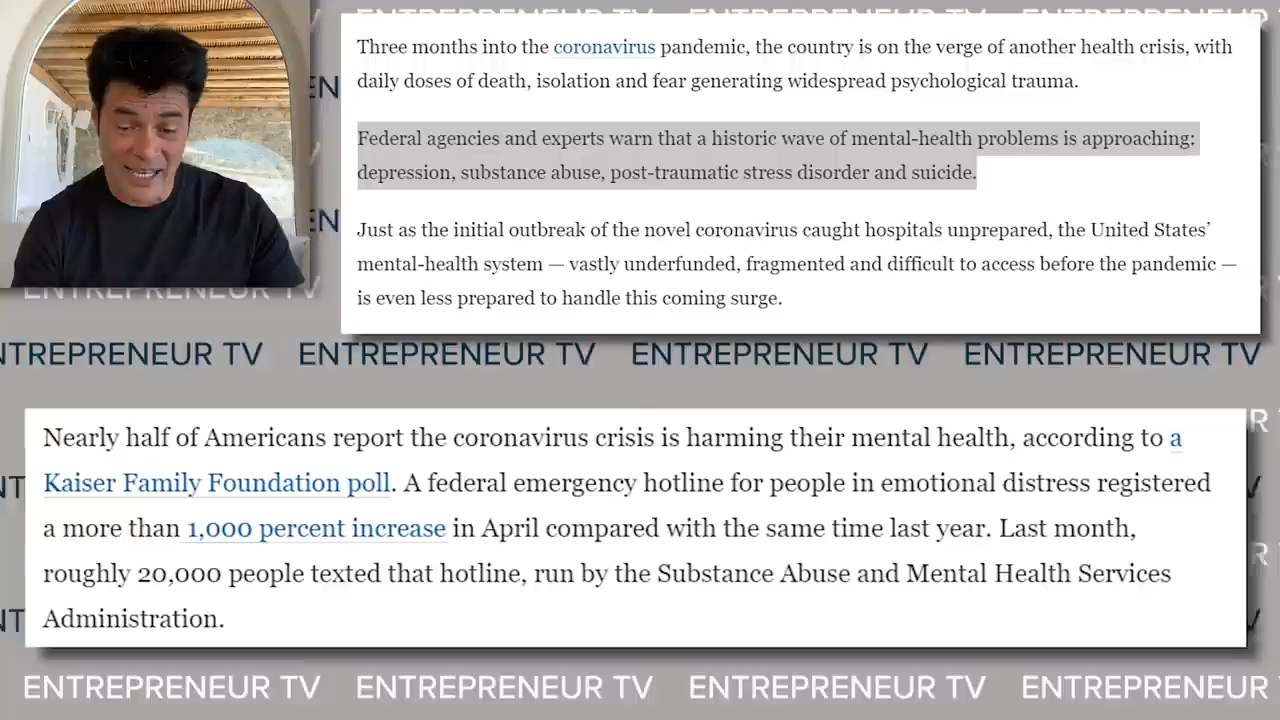 ENTREPRENEUR TV
Three months into the coronavirus pandemic, the country is on the verge of another health crisis, with
daily doses of death, isolation and fear generating widespread psychological trauma.
Federal agencies and experts warn that a historic wave of mental-health problems is approaching:
depression, substance abuse, post-traumatic stress disorder and suicide.
Just as the initial outbreak of the novel coronavirus caught hospitals unprepared, the United States’
mental-health system — vastly underfunded, fragmented and difficult to access before the pandemic —
is even less prepared to handle this coming surge.
ENTREPRENEUR TV
NTREPRENEUR TV ENTREPRENEUR TV ENTREPRENEUR TV ENTREPRENEUR TV
Nearly half of Americans report the coronavirus crisis is harming their mental health, according to a
Kaiser Family Foundation poll. A federal emergency hotline for people in emotional distress registered
a more than 1,000 percent increase in April compared with the same time last year. Last month,
roughly 20,000 people texted that hotline, run by the Substance Abuse and Mental Health Services
Administration.
ENTREPRENEUR TV ENTREPRENEUR TV ENTREPRENEUR TV ENTREPRENEUR